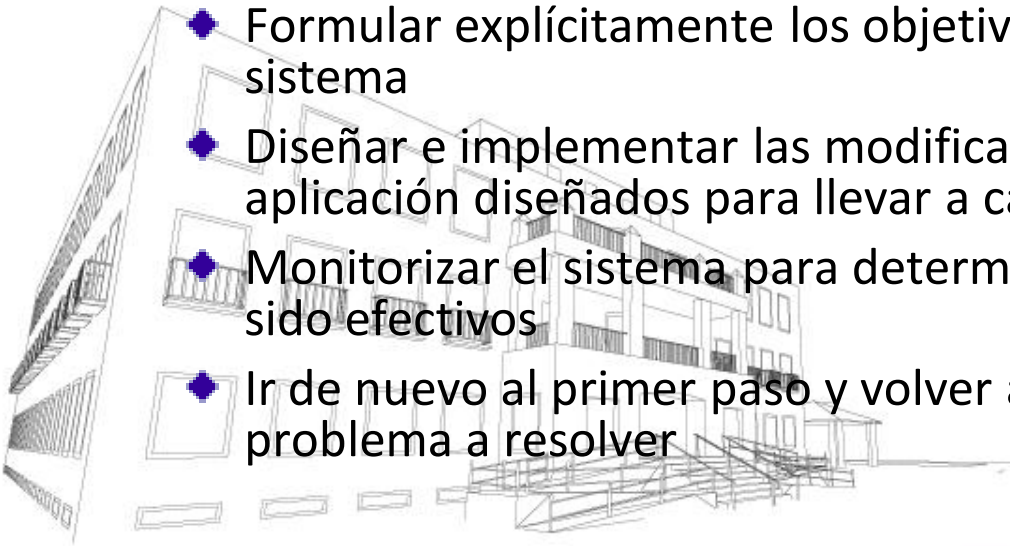 Formular explícitamente los objetiv
sistema
Diseñar e implementar las modifica
aplicación diseñados para llevar a ca
Monitorizar el sistema para determ
sido efectivos
Ir de nuevo al primer paso y volver a
problema a resolver